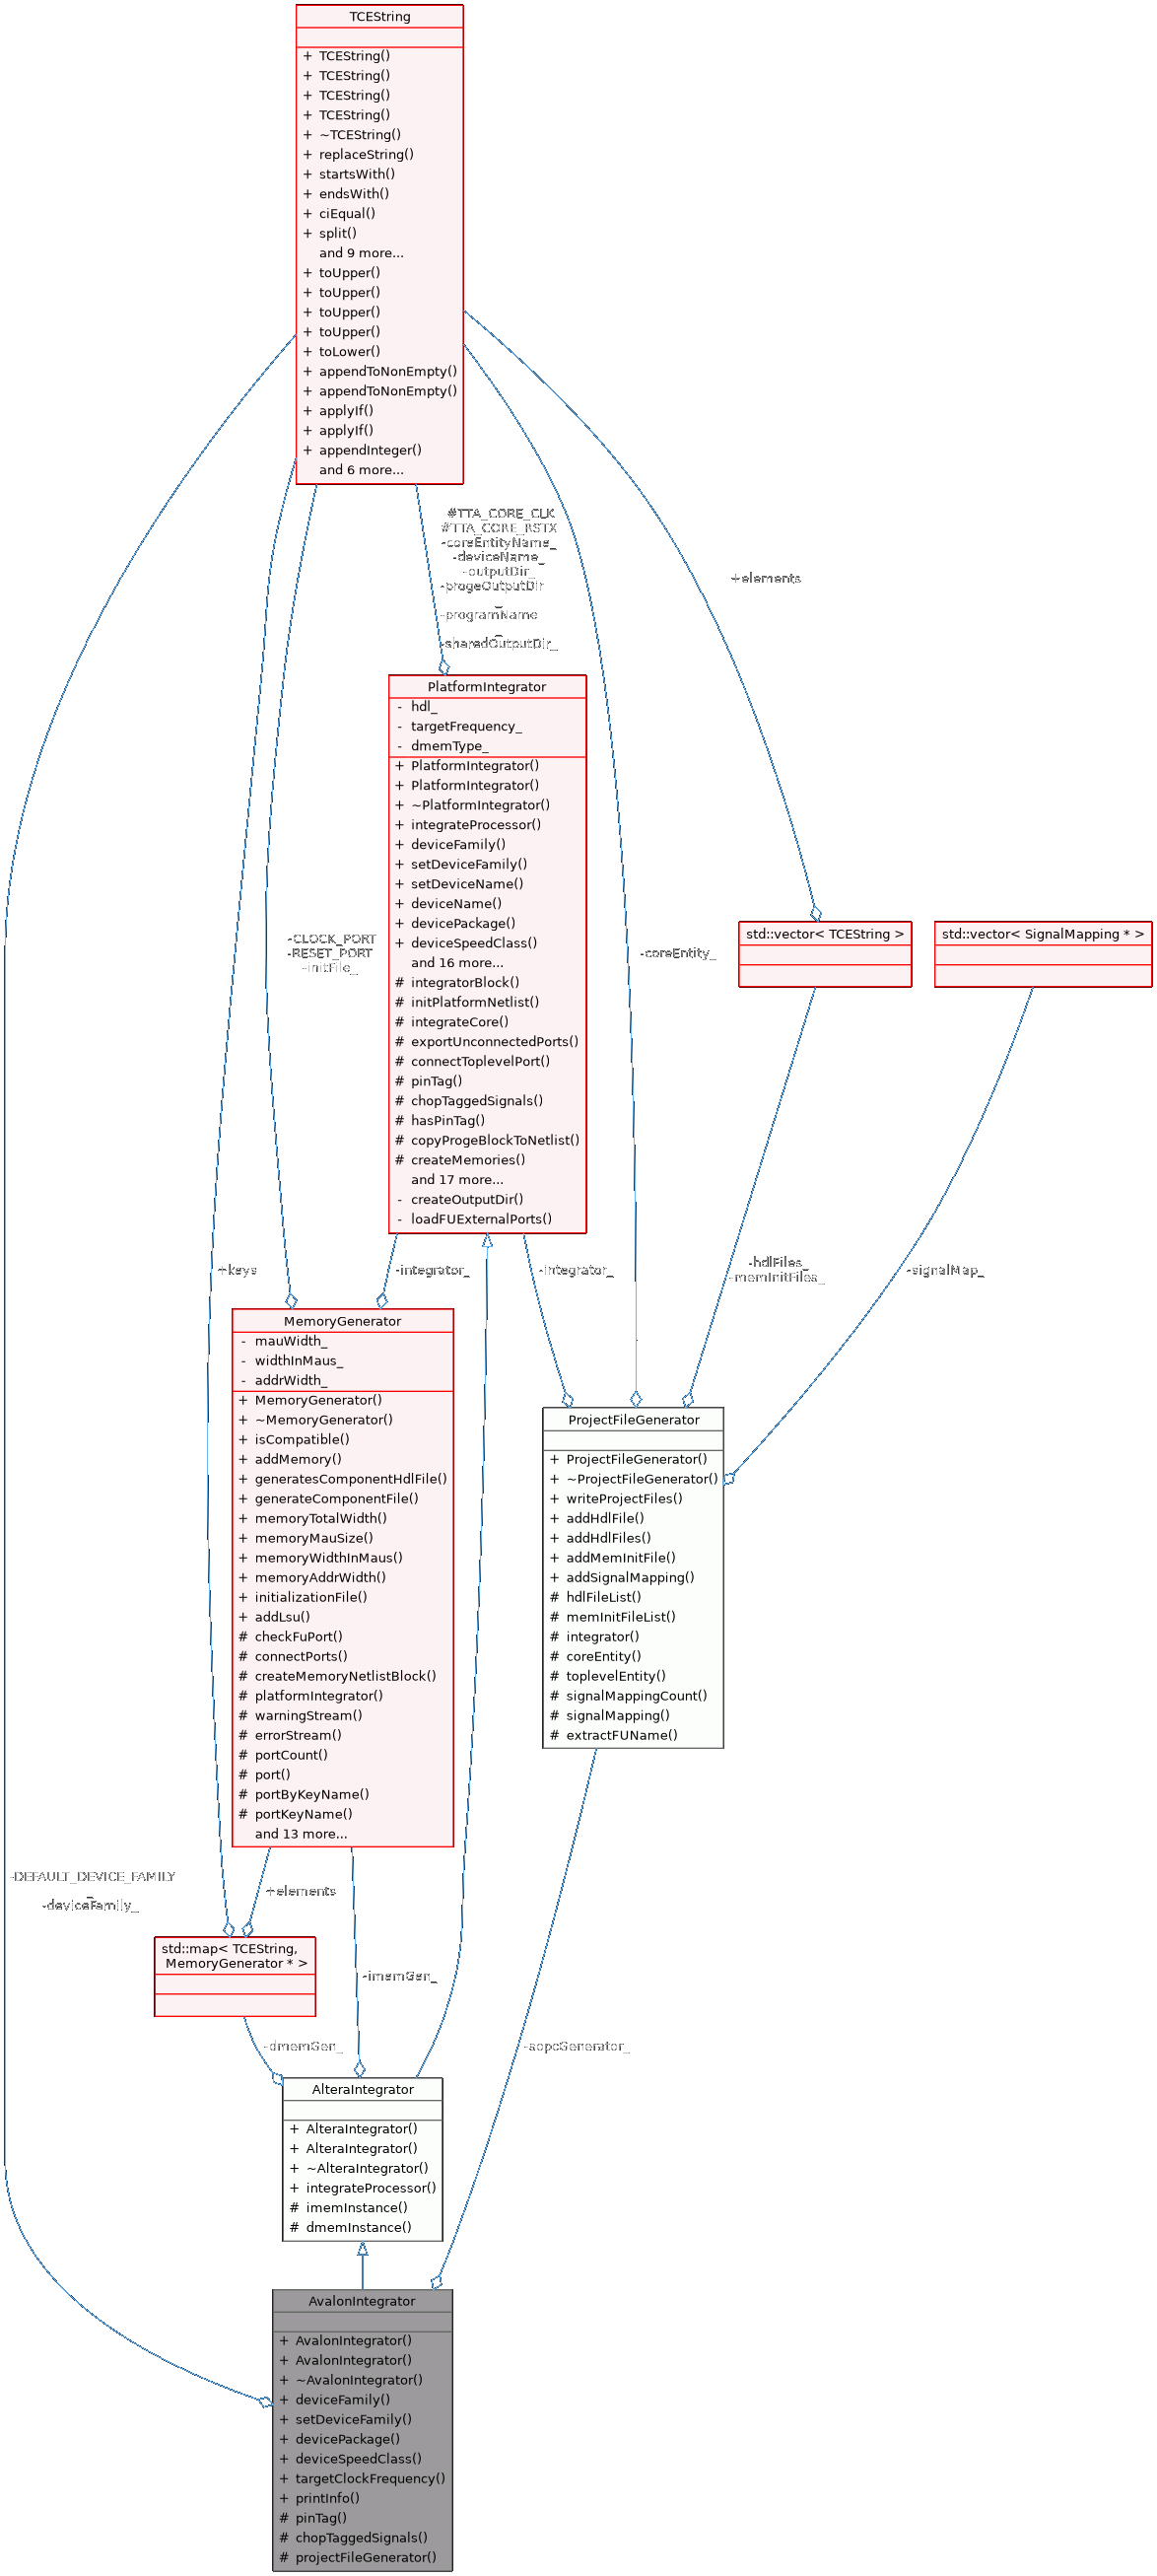 TCEString
+ TCEString()
+ TCEString()
+ TCEString()
+ TCEString()
+ ~TCEString()
+ replaceString()
+ startsWith()
+ endsWith()
+ ciEqual()
+ split()
and 9 more...
+ toUpper()
+ toUpper()
+ toUpper()
+ toUpper()
+ toLower()
+ appendToNonEmpty()
+ appendToNonEmpty()
+ applyIf()
+ applyIf()
+ appendInteger()
and 6 more...
#TTA_CORE_CLK
#TTA_CORE_RSTX
-coreEntityName_
-deviceName_
-outputDir_
-progeOutputDir
_
-programName
_
-sharedOutputDir_
+elements
PlatformIntegrator
- hdl_
- targetFrequency_
- dmemType_
+ PlatformIntegrator()
+ PlatformIntegrator()
+ ~PlatformIntegrator()
+ integrateProcessor()
+ deviceFamily()
+ setDeviceFamily()
+ setDeviceName()
+ deviceName()
+ devicePackage()
+ deviceSpeedClass()
and 16 more...
# integratorBlock()
# initPlatformNetlist()
# integrateCore()
# exportUnconnectedPorts()
# connectToplevelPort()
# pinTag()
# chopTaggedSignals()
# hasPinTag()
# copyProgeBlockToNetlist()
# createMemories()
and 17 more...
- createOutputDir()
- loadFUExternalPorts()
-CLOCK_PORT
-RESET_PORT
-initFile_
-coreEntity_
std::vector< TCEString >
std::vector< SignalMapping * >
+keys
-integrator_
-integrator_
-hdlFiles_
-memInitFiles_
-signalMap_
MemoryGenerator
- mauWidth_
- widthInMaus_
- addrWidth_
+ MemoryGenerator()
+ ~MemoryGenerator()
+ isCompatible()
+ addMemory()
+ generatesComponentHdlFile()
+ generateComponentFile()
+ memoryTotalWidth()
+ memoryMauSize()
+ memoryWidthInMaus()
+ memoryAddrWidth()
+ initializationFile()
+ addLsu()
# checkFuPort()
# connectPorts()
# createMemoryNetlistBlock()
# platformIntegrator()
# warningStream()
# errorStream()
# portCount()
# port()
# portByKeyName()
# portKeyName()
and 13 more...
ProjectFileGenerator
+ ProjectFileGenerator()
+ ~ProjectFileGenerator()
+ writeProjectFiles()
+ addHdlFile()
+ addHdlFiles()
+ addMemInitFile()
+ addSignalMapping()
# hdlFileList()
# memInitFileList()
# integrator()
# coreEntity()
# toplevelEntity()
# signalMappingCount()
# signalMapping()
# extractFUName()
-DEFAULT_DEVICE_FAMILY
_
-deviceFamily_
+elements
std::map< TCEString,
MemoryGenerator * >
-imemGen_
-dmemGen_
-sopcGenerator_
AlteraIntegrator
+ AlteraIntegrator()
+ AlteraIntegrator()
+ ~AlteraIntegrator()
+ integrateProcessor()
# imemInstance()
# dmemInstance()
AvalonIntegrator
+ AvalonIntegrator()
+ AvalonIntegrator()
+ ~AvalonIntegrator()
+ deviceFamily()
+ setDeviceFamily()
+ devicePackage()
+ deviceSpeedClass()
+ targetClockFrequency()
+ printInfo()
# pinTag()
# chopTaggedSignals()
# projectFileGenerator()